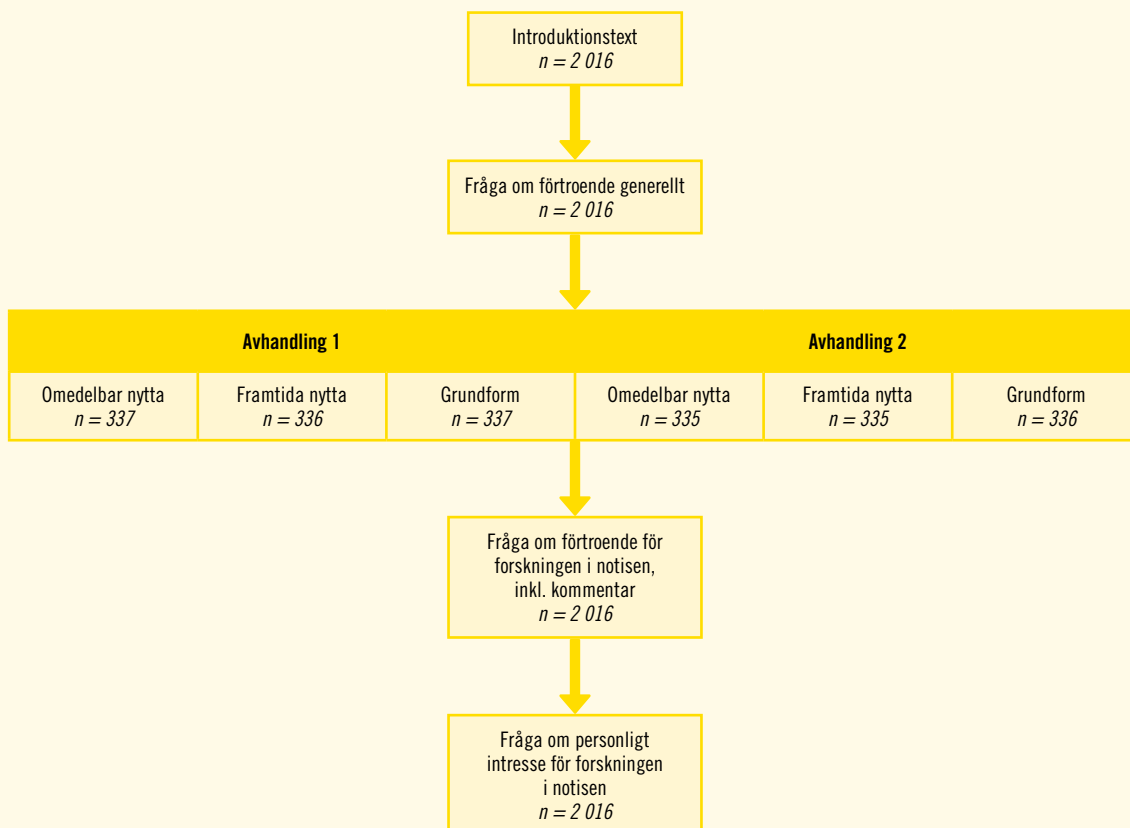 Introduktionstext
n = 2 016
Fråga om förtroende generellt
n = 2 016
Avhandling 1
Avhandling 2
Omedelbar nytta
n = 337
Framtida nytta
n = 336
Grundform
n = 337
Omedelbar nytta
n = 335
Framtida nytta
n = 335
Grundform
n = 336
Fråga om förtroende för
forskningen i notisen,
inkl. kommentar
n = 2 016
Fråga om personligt
intresse för forskningen
i notisen
n = 2 016